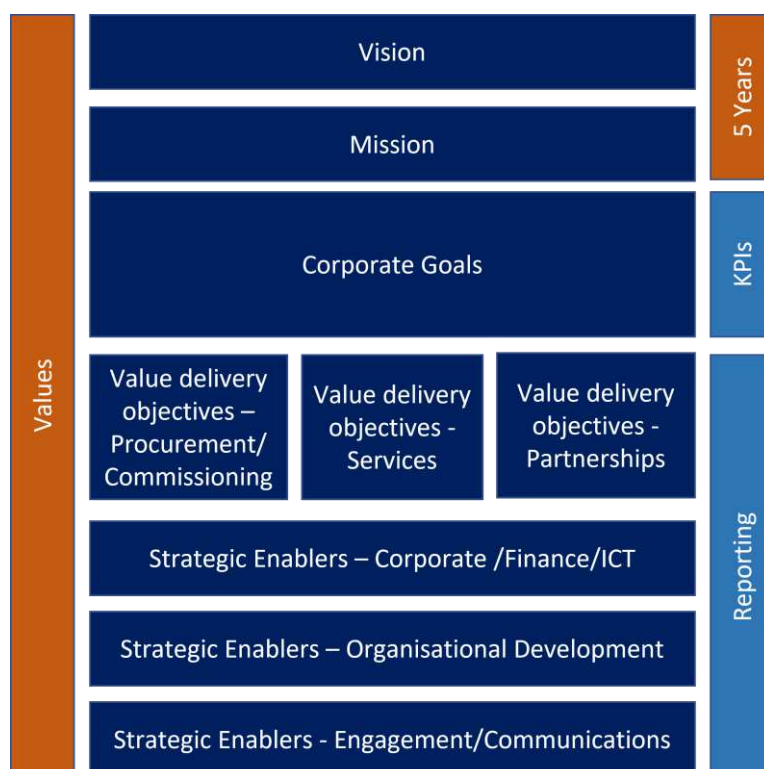 Vision
5 Years
Mission
Corporate Goals
KPIs
Values
Value delivery
objectives –
Procurement/
Commissioning
Value delivery
objectives -
Services
Value delivery
objectives -
Partnerships
Reporting
Strategic Enablers – Corporate /Finance/ICT
Strategic Enablers – Organisational Development
Strategic Enablers - Engagement/Communications